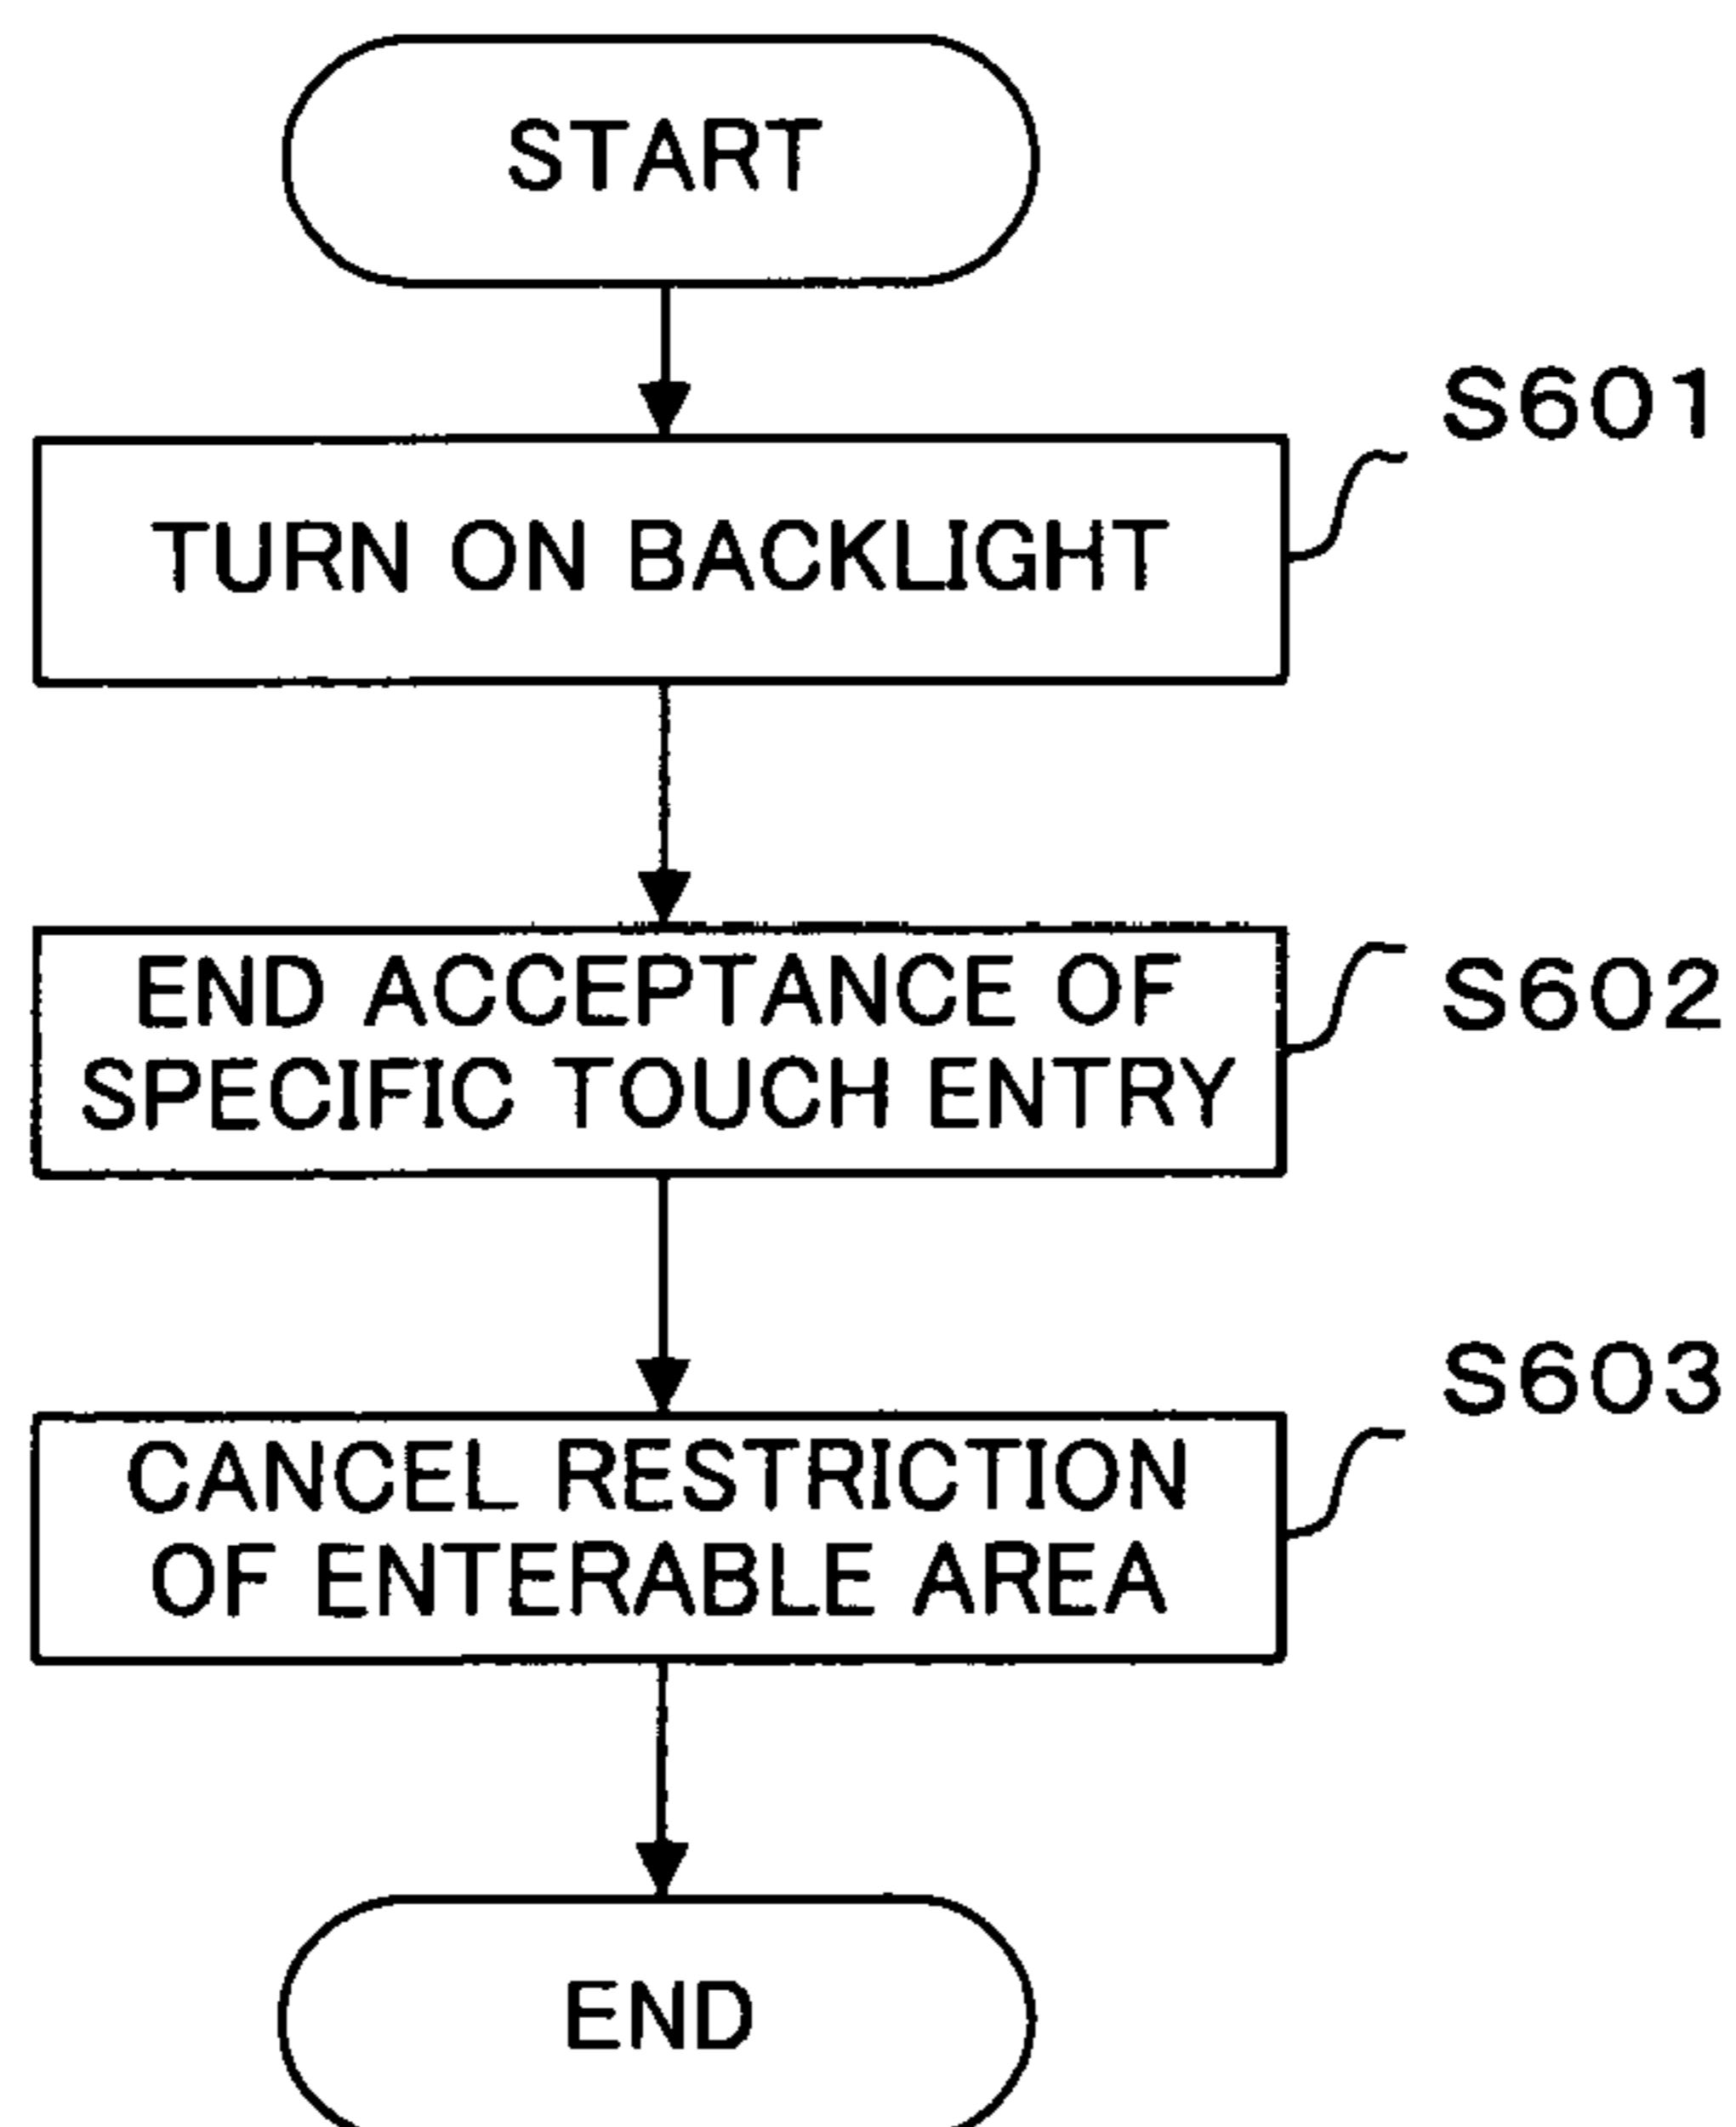 START
S601
TURN ON BACKLIGHT
END ACCEPTANCE OF
SPECIFIC TOUCH ENTRY
S602
S603
CANCEL RESTRICTION
OF ENTERABLE AREA
END